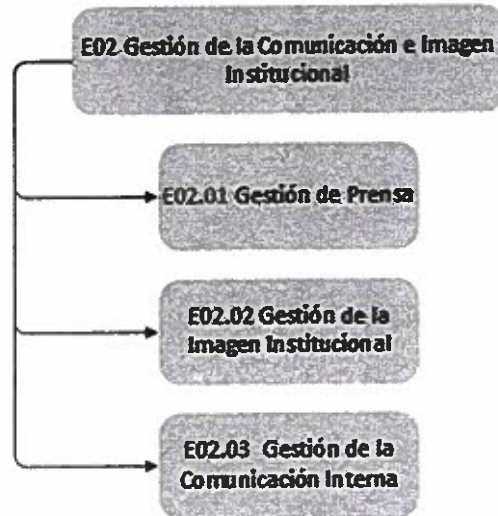 E02 Gestión de la Comunicación e Imagen
Institucional
E02.01 Gestión de Prensa
E02.02 Gestión de la
Imagen Institucional
E02.03 Gestión de la
Comunicación Interna